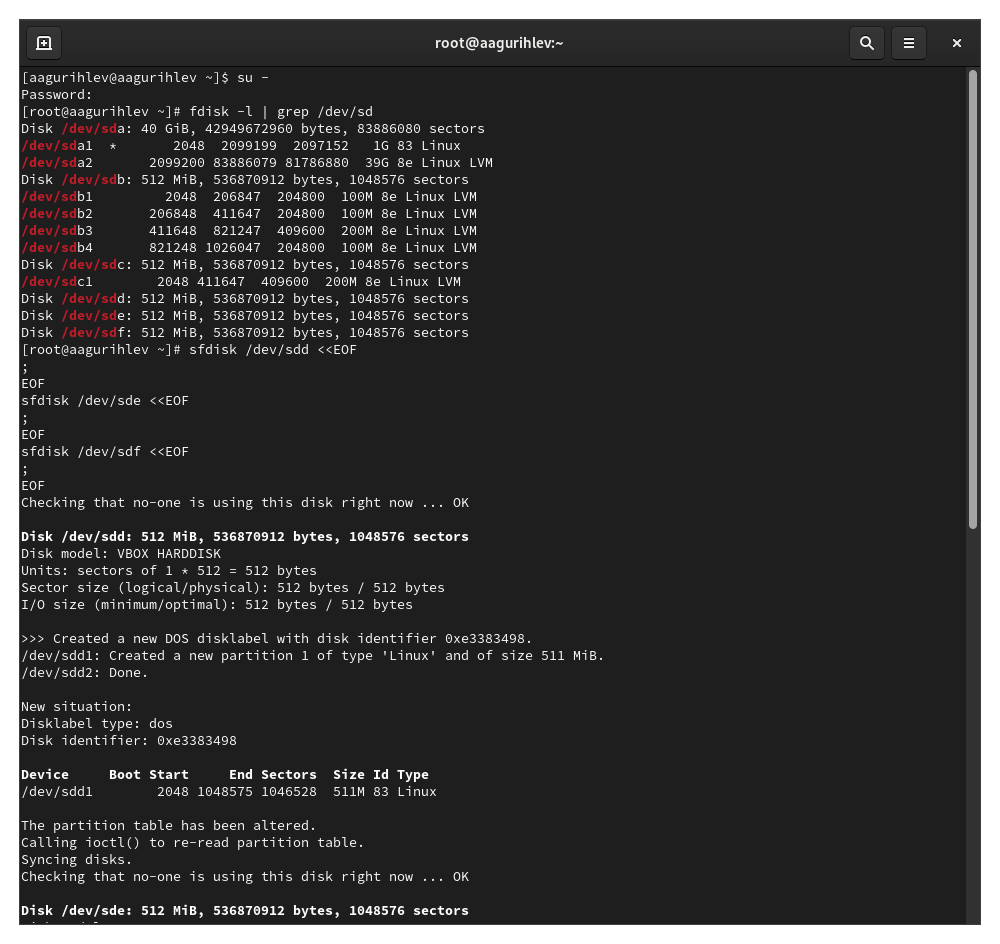 root@aagurihlev:~
[aagurihlev@aagurihlev ~]$ su -
Password:
[root@aagurihlev ~]# fdisk -l | grep /dev/sd
Disk /dev/sda: 40 GiB, 42949672960 bytes, 83886080 sectors
/dev/sda1  *       2048  2099199  2097152   1G 83 Linux
/dev/sda2       2099200 83886079 81786880  39G 8e Linux LVM
Disk /dev/sdb: 512 MiB, 536870912 bytes, 1048576 sectors
/dev/sdb1         2048  206847  204800  100M 8e Linux LVM
/dev/sdb2       206848  411647  204800  100M 8e Linux LVM
/dev/sdb3       411648  821247  409600  200M 8e Linux LVM
/dev/sdb4       821248 1026047  204800  100M 8e Linux LVM
Disk /dev/sdc: 512 MiB, 536870912 bytes, 1048576 sectors
/dev/sdc1        2048 411647  409600  200M 8e Linux LVM
Disk /dev/sdd: 512 MiB, 536870912 bytes, 1048576 sectors
Disk /dev/sde: 512 MiB, 536870912 bytes, 1048576 sectors
Disk /dev/sdf: 512 MiB, 536870912 bytes, 1048576 sectors
[root@aagurihlev ~]# sfdisk /dev/sdd <<EOF
;
EOF
sfdisk /dev/sde <<EOF
;
EOF
sfdisk /dev/sdf <<EOF
;
EOF
Checking that no-one is using this disk right now ... OK
Disk /dev/sdd: 512 MiB, 536870912 bytes, 1048576 sectors
Disk model: VBOX HARDDISK
Units: sectors of 1 * 512 = 512 bytes
Sector size (logical/physical): 512 bytes / 512 bytes
I/O size (minimum/optimal): 512 bytes / 512 bytes
>>> Created a new DOS disklabel with disk identifier 0xe3383498.
/dev/sdd1: Created a new partition 1 of type 'Linux' and of size 511 MiB.
/dev/sdd2: Done.
New situation:
Disklabel type: dos
Disk identifier: 0xe3383498
Device     Boot Start     End Sectors  Size Id Type
/dev/sdd1        2048 1048575 1046528  511M 83 Linux
The partition table has been altered.
Calling ioctl() to re-read partition table.
Syncing disks.
Checking that no-one is using this disk right now ... OK
Disk /dev/sde: 512 MiB, 536870912 bytes, 1048576 sectors